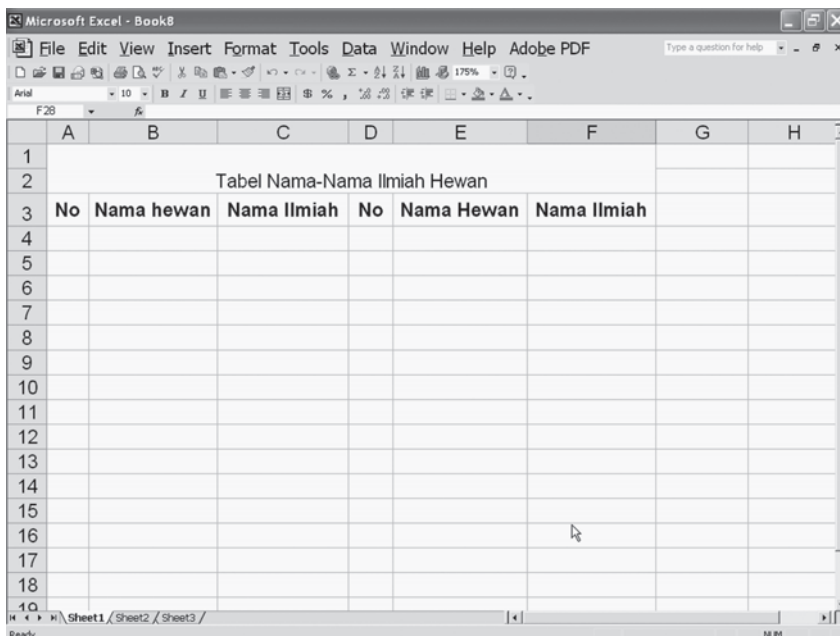 Microsoft Excel - Book8
File Edit View Insert Format Tools Data Window Help Adobe PDF
Type a question for help
175%
Arial 10 B I U $ % ,
F28 fx
A B C D E F G H
1
2 Tabel Nama-Nama Ilmiah Hewan
3 No Nama hewan Nama Ilmiah No Nama Hewan Nama Ilmiah
4
5
6
7
8
9
10
11
12
13
14
15
16
17
18
19
Sheet1 / Sheet2 / Sheet3 /
Ready NUM